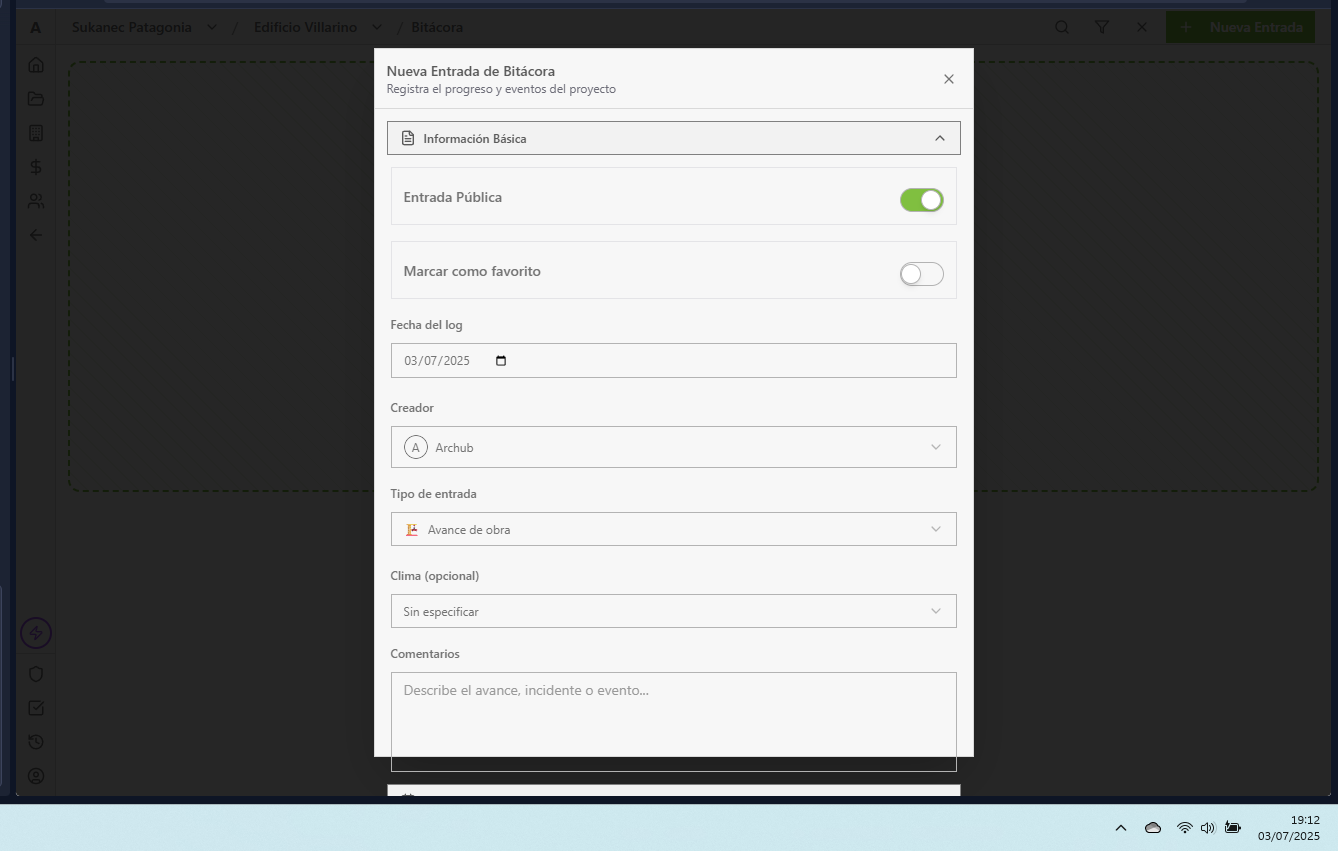 A Sukanec Patagonia / Edificio Villarino / Bitácora + Nueva Entrada
Nueva Entrada de Bitácora
Registra el progreso y eventos del proyecto
Información Básica
Entrada Pública
Marcar como favorito
Fecha del log
03/07/2025
Creador
A Archub
Tipo de entrada
Avance de obra
Clima (opcional)
Sin especificar
Comentarios
Describe el avance, incidente o evento...
19:12
03/07/2025